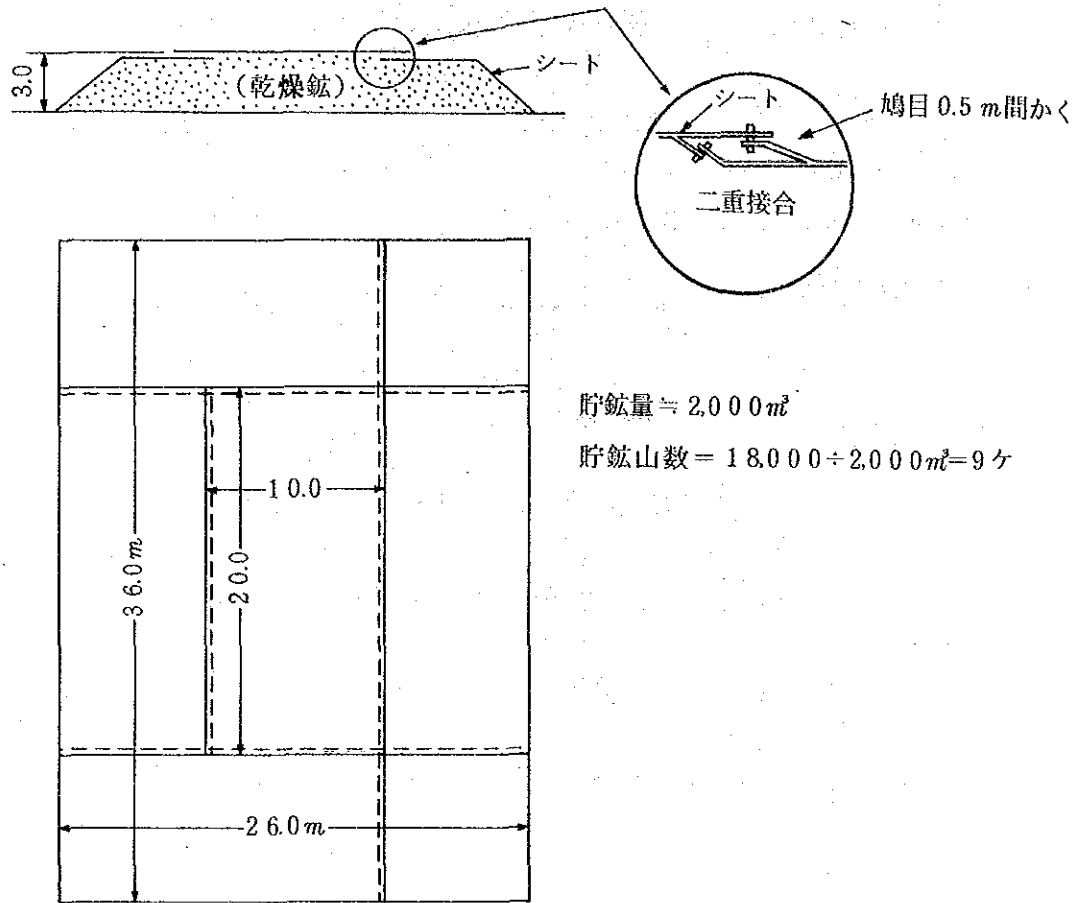 3.0
(乾燥鉱)
シート
シート
鳩目 0.5 m間かく
二重接合
貯鉱量≒2,000㎥
貯鉱山数=18,000÷2,000㎥=9ケ
10.0
36.0m
20.0
26.0m